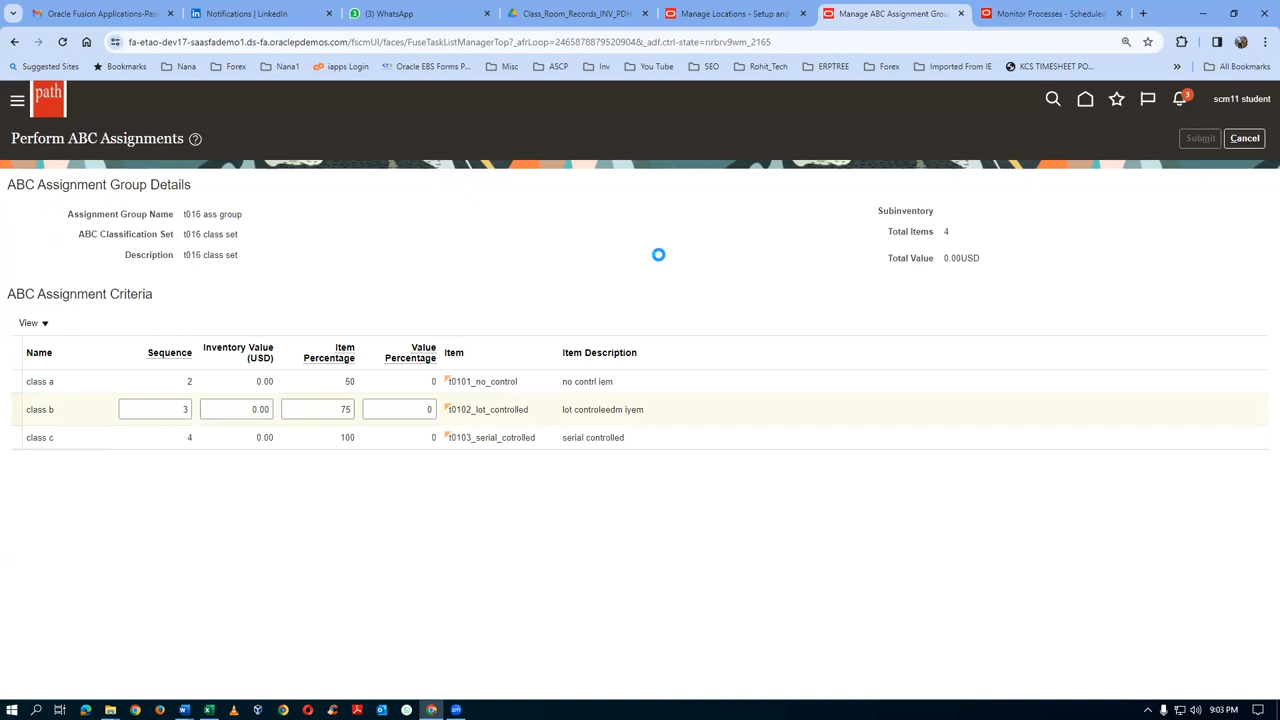 Oracle Fusion Applications-Pass
Notifications | LinkedIn
(3) WhatsApp
Class_Room_Records_INV_PDH
Manage Locations - Setup and
Manage ABC Assignment Grou
Monitor Processes - Scheduled
fa-etao-dev17-saasfademo1.ds-fa.oraclepdemos.com/fscmUI/faces/FuseTaskListManagerTop?_afrLoop=24658788795209048&_adf.ctrl-state=rirbrv9wm_2165
Suggested Sites
Bookmarks
Nana
Forex
Nana1
iapps Login
Oracle EBS Forms P...
Misc
ASCP
Inv
You Tube
SEO
Rohit_Tech
ERPTREE
Forex
Imported From IE
KCS TIMESHEET PO...
»
All Bookmarks
path
3
scm11 student
Perform ABC Assignments
Submit
Cancel
ABC Assignment Group Details
Assignment Group Name t016 ass group
Subinventory
ABC Classification Set t016 class set
Total Items 4
Description t016 class set
Total Value 0.00USD
ABC Assignment Criteria
View
Name Sequence Inventory Value (USD) Item Percentage Value Percentage Item Item Description
class a 2 0.00 50 0 t0101_no_control no contrl iem
class b 3 0.00 75 0 t0102_lot_controlled lot controleedm iyem
class c 4 0.00 100 0 t0103_serial_cotrolled serial controlled
9:03 PM